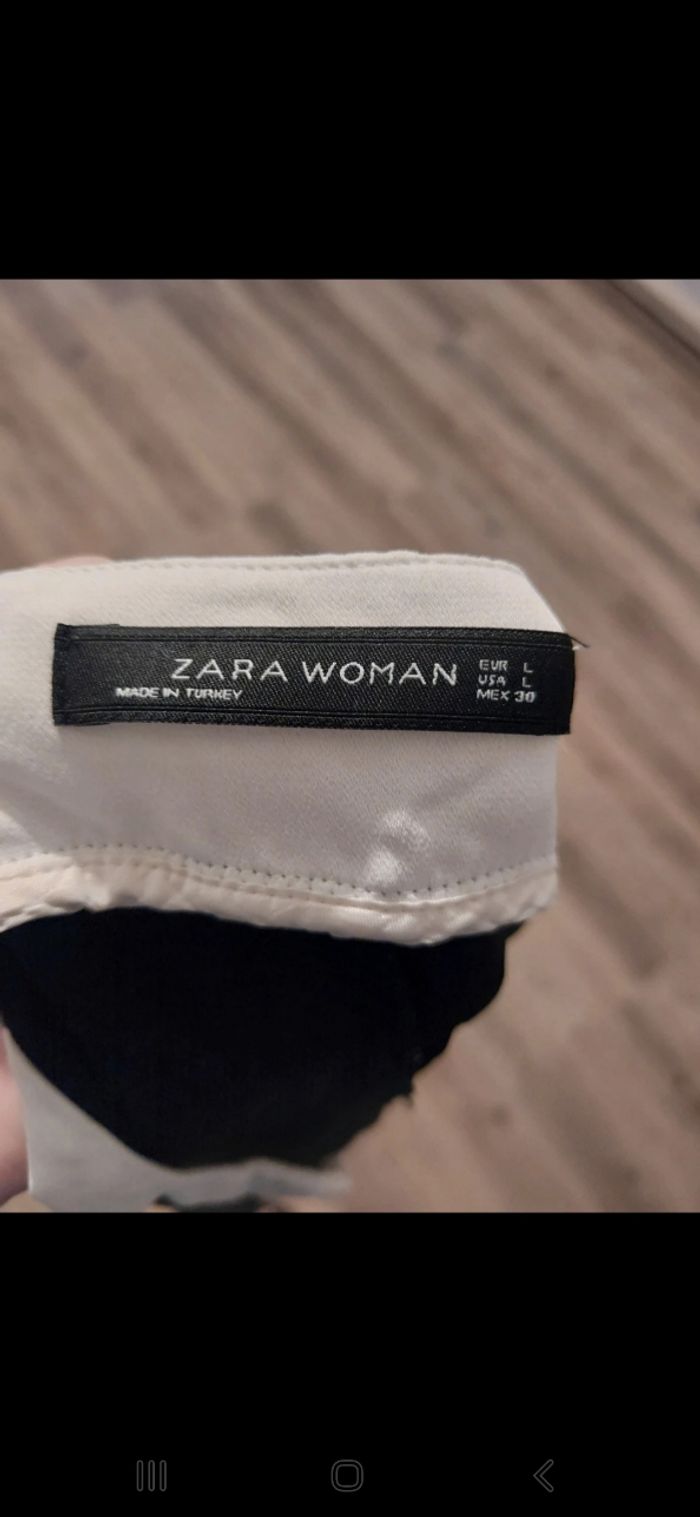 ZARA WOMAN
MADE IN TURKEY
EUR L
USA L
MEX 30